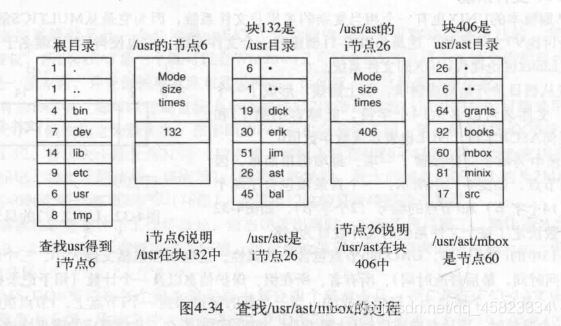 根目录
/usr的i节点6
块132是
/usr目录
/usr的
i节点26
块406是
/usr/ast目录
1 ·
1 ··
4 bin
7 dev
14 lib
9 etc
6 usr
8 tmp
Mode
size
times
132
6 ·
1 ··
19 dick
30 erik
51 jim
26 ast
45 bal
Mode
size
times
406
26 ·
6 ··
64 grants
92 books
60 mbox
81 minix
17 src
查找usr得到
i节点6
i节点6说明
/usr在块132中
/usr/ast是
i节点26
i节点26说明
/usr/ast在块
406中
/usr/ast/mbox
是节点60
图4-34 查找/usr/ast/mbox的过程